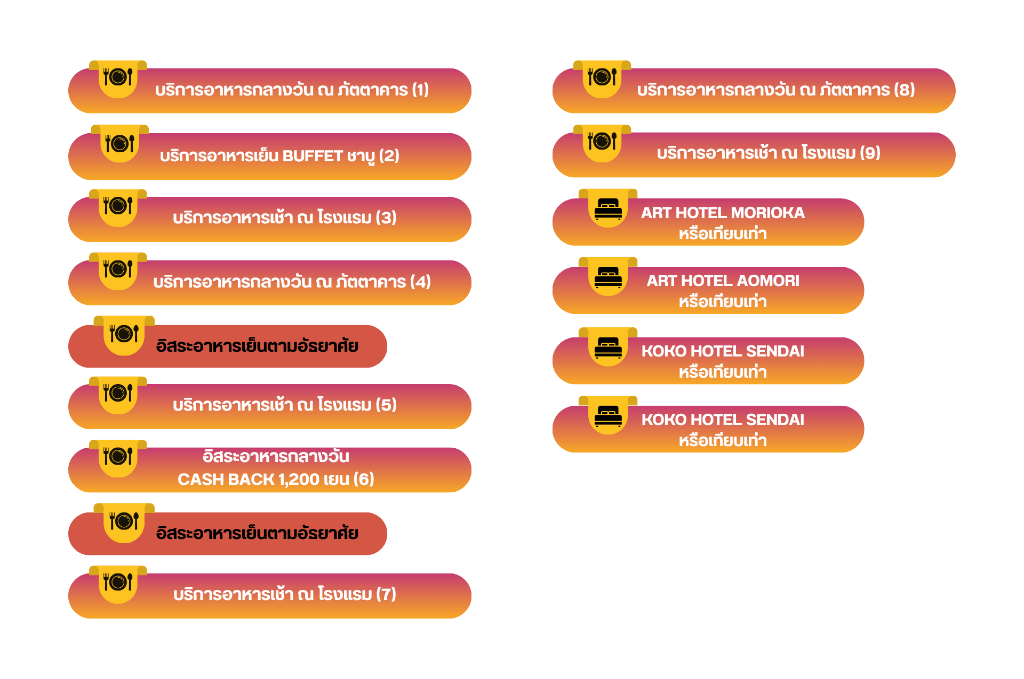 บริการอาหารกลางวัน ณ ภัตตาคาร (1)
บริการอาหารเย็น BUFFET ชาบู (2)
บริการอาหารเช้า ณ โรงแรม (3)
บริการอาหารกลางวัน ณ ภัตตาคาร (4)
อิสระอาหารเย็นตามอัธยาศัย
บริการอาหารเช้า ณ โรงแรม (5)
อิสระอาหารกลางวัน
CASH BACK 1,200 เยน (6)
อิสระอาหารเย็นตามอัธยาศัย
บริการอาหารเช้า ณ โรงแรม (7)
บริการอาหารกลางวัน ณ ภัตตาคาร (8)
บริการอาหารเช้า ณ โรงแรม (9)
ART HOTEL MORIOKA
หรือเทียบเท่า
ART HOTEL AOMORI
หรือเทียบเท่า
KOKO HOTEL SENDAI
หรือเทียบเท่า
KOKO HOTEL SENDAI
หรือเทียบเท่า